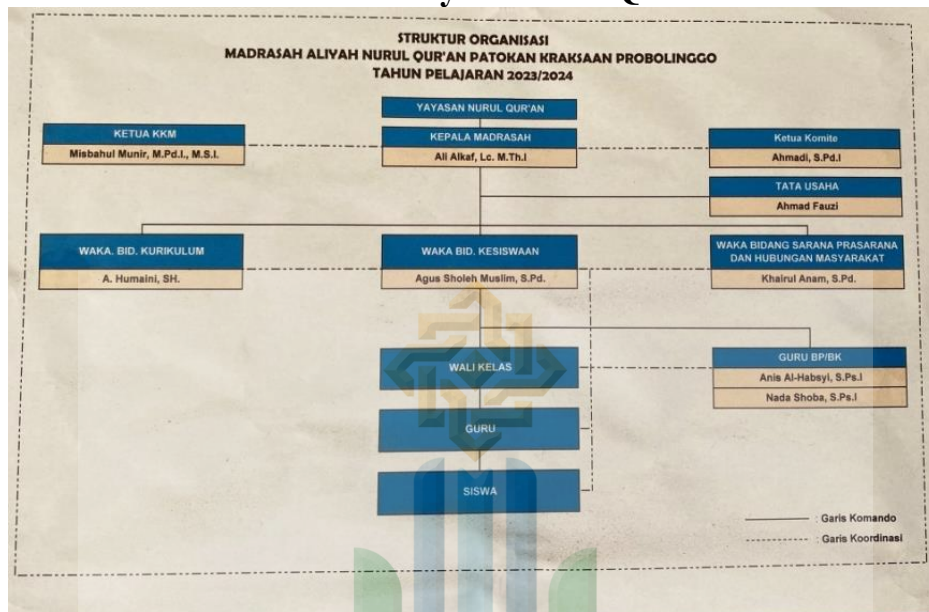 STRUKTUR ORGANISASI
MADRASAH ALIYAH NURUL QUR'AN PATOKAN KRAKSAAN PROBOLINGGO
TAHUN PELAJARAN 2023/2024
YAYASAN NURUL QUR'AN
KETUA KKM
Misbahul Munir, M.Pd.I., M.S.I.
KEPALA MADRASAH
Ali Alkaf, Lc. M.Th.I
Ketua Komite
Ahmadi, S.Pd.I
TATA USAHA
Ahmad Fauzi
WAKA. BID. KURIKULUM
A. Humaini, SH.
WAKA BID. KESISWAAN
Agus Sholeh Muslim, S.Pd.
WAKA BIDANG SARANA PRASARANA
DAN HUBUNGAN MASYARAKAT
Khairul Anam, S.Pd.
WALI KELAS
GURU BP/BK
Anis Al-Habsyi, S.Ps.I
Nada Shoba, S.Ps.I
GURU
SISWA
: Garis Komando
: Garis Koordinasi